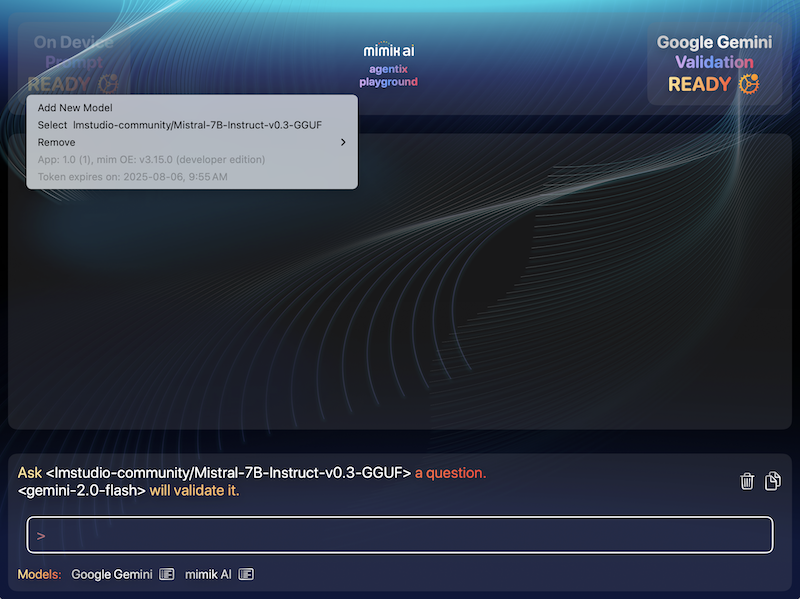 On Device
Prompt
READY
mimik ai
agentix
playground
Google Gemini
Validation
READY
Add New Model
Select lmstudio-community/Mistral-7B-Instruct-v0.3-GGUF
Remove
App: 1.0 (1), mim OE: v3.15.0 (developer edition)
Token expires on: 2025-08-06, 9:55 AM
Ask <lmstudio-community/Mistral-7B-Instruct-v0.3-GGUF> a question.
<gemini-2.0-flash> will validate it.
>
Models: Google Gemini mimik AI